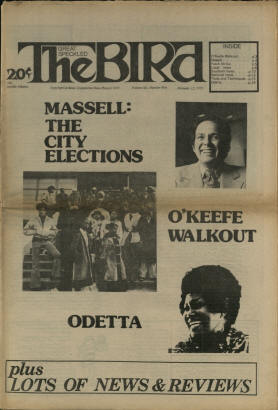 GREAT
SPECKLED
The BIRd
20¢
INSIDE
MASSELL:
THE
CITY
ELECTIONS
O'KEEFE
WALKOUT
ODETTA
plus
LOTS OF NEWS & REVIEWS